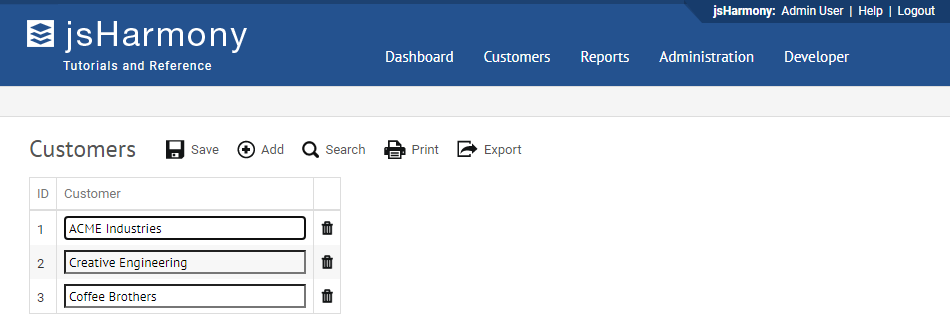 jsHarmony: Admin User | Help | Logout
jsHarmony
Tutorials and Reference
Dashboard Customers Reports Administration Developer
Customers Save Add Search Print Export
ID Customer
1 ACME Industries
2 Creative Engineering
3 Coffee Brothers